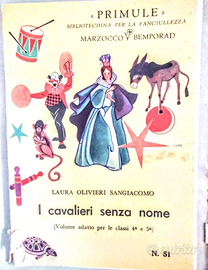 « PRIMULE »
BIBLIOTECHINA PER LA FANCIULLEZZA
MARZOCCO BEMPORAD
LAURA OLIVIERI SANGIACOMO
I cavalieri senza nome
(Volume adatto per le classi 4ª e 5ª)
N. 51